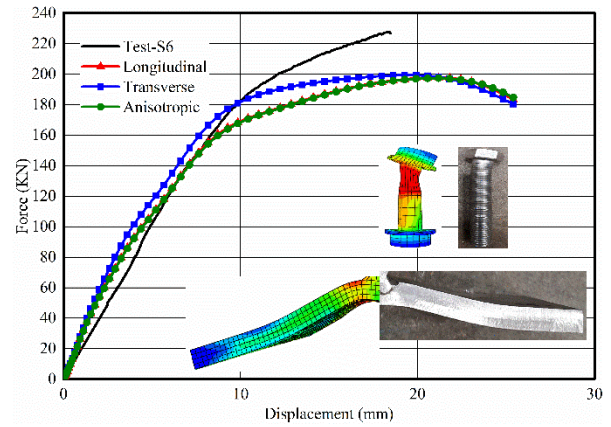 240
220
200
180
160
140
120
100
80
60
40
20
0
Force (KN)
Test-S6
Longitudinal
Transverse
Anisotropic
0
10
20
30
Displacement (mm)